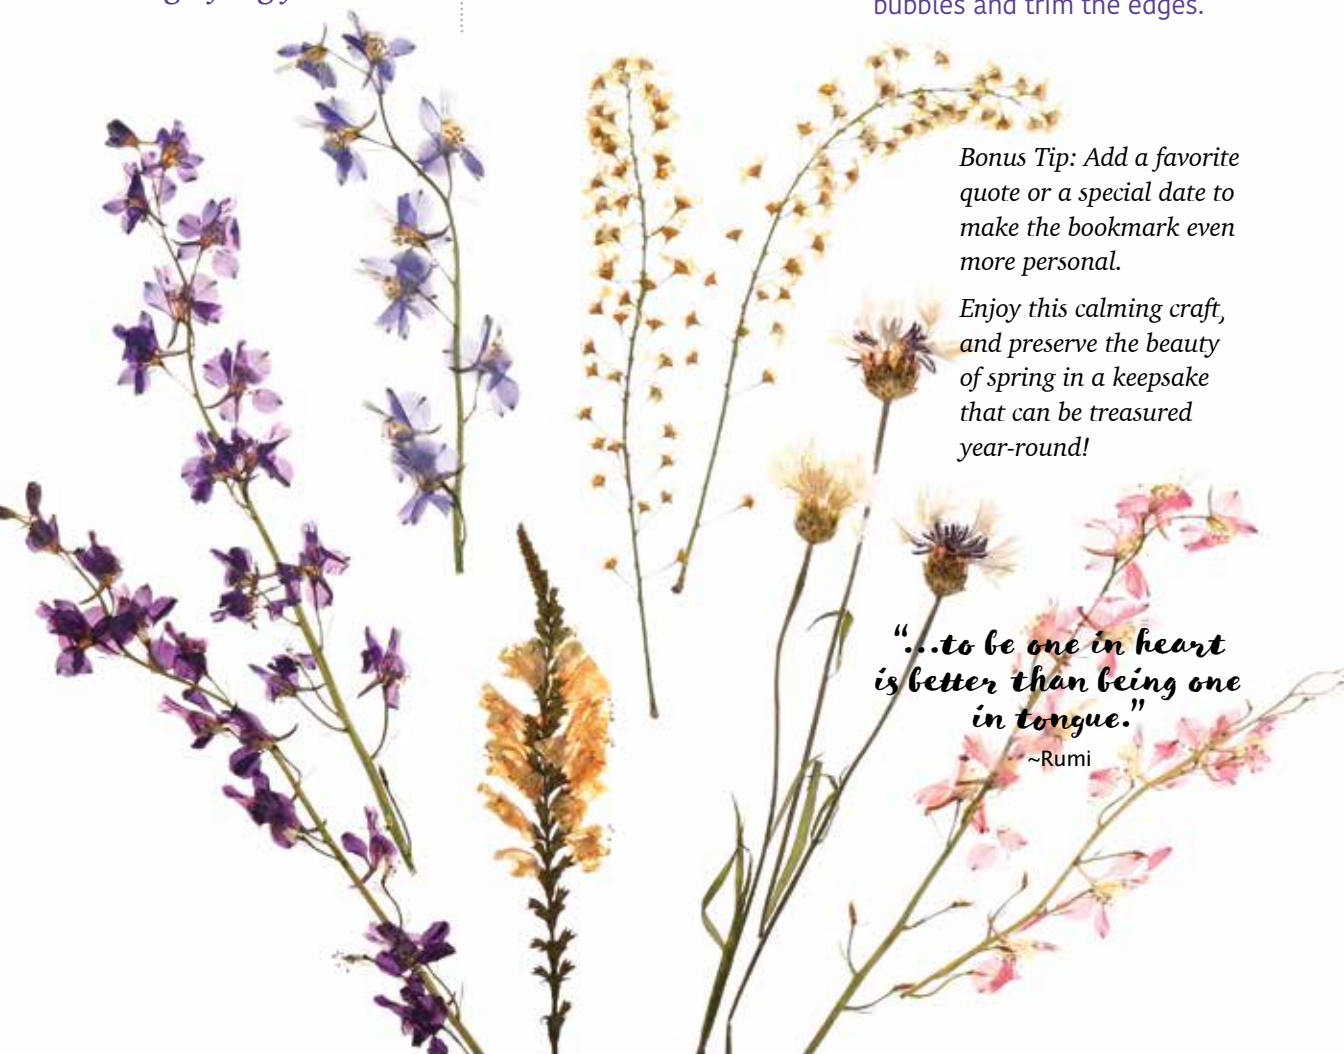 bubbles and trim the edges.
Bonus Tip: Add a favorite
quote or a special date to
make the bookmark even
more personal.
Enjoy this calming craft,
and preserve the beauty
of spring in a keepsake
that can be treasured
year-round!
“...to be one in heart
is better than being one
in tongue.”
~Rumi